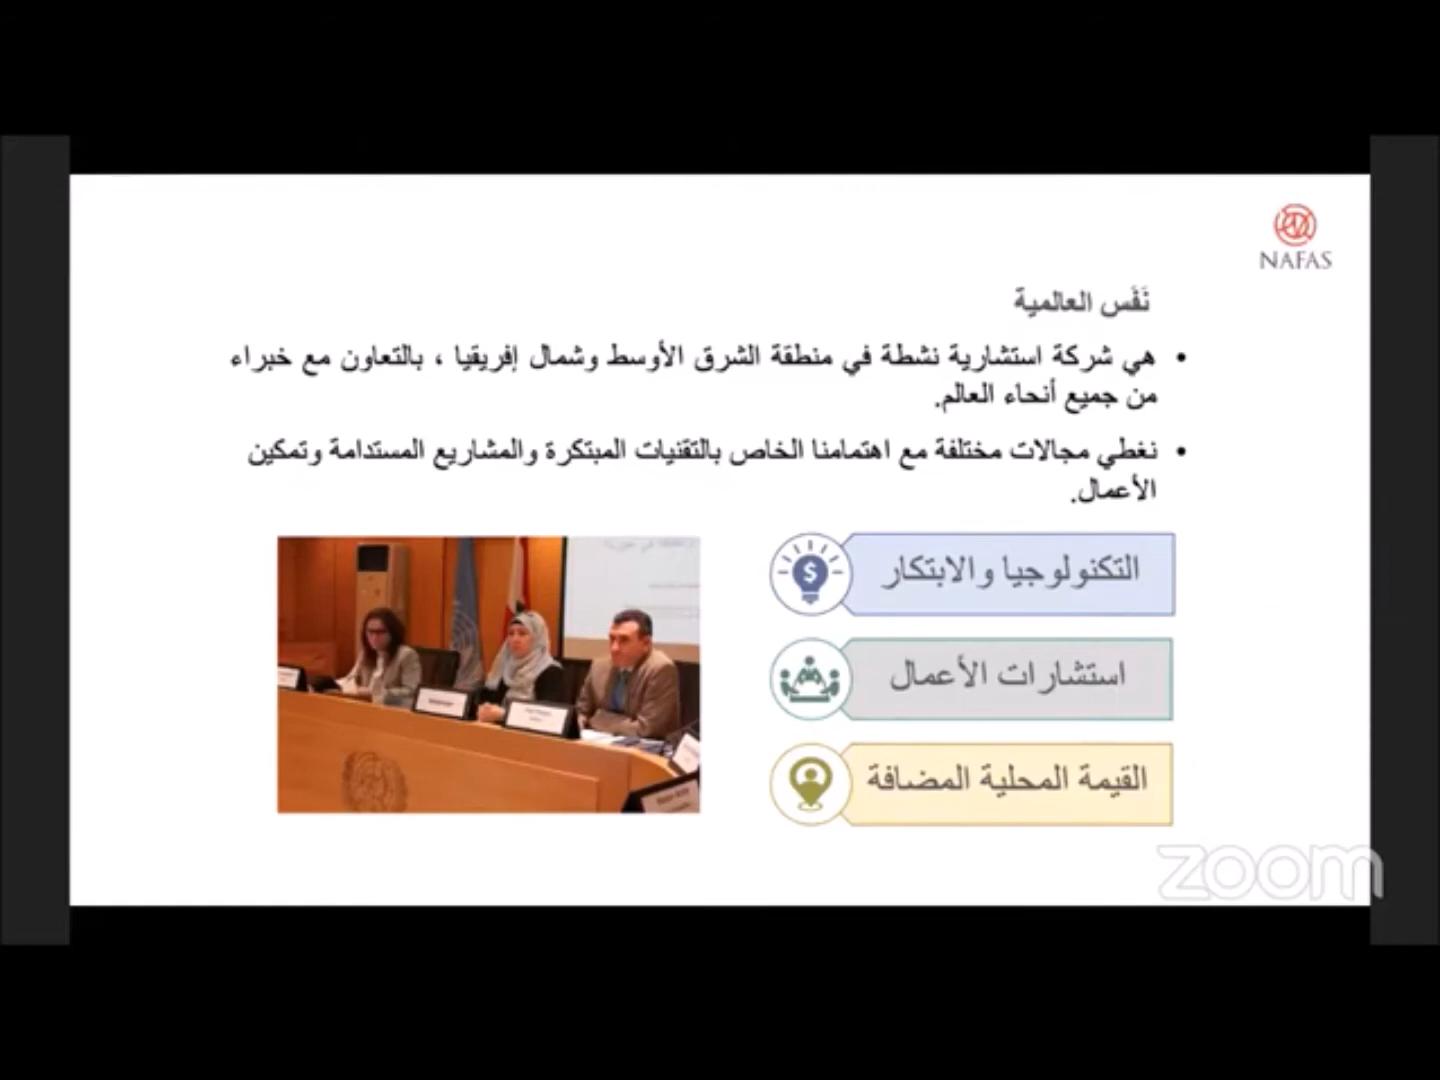 NAFAS
نَفَس العالمية
• هي شركة استشارية نشطة في منطقة الشرق الأوسط وشمال إفريقيا ، بالتعاون مع خبراء
من جميع أنحاء العالم.
• نغطي مجالات مختلفة مع اهتمامنا الخاص بالتقنيات المبتكرة والمشاريع المستدامة وتمكين
الأعمال.
التكنولوجيا والابتكار
استشارات الأعمال
القيمة المحلية المضافة
zoom